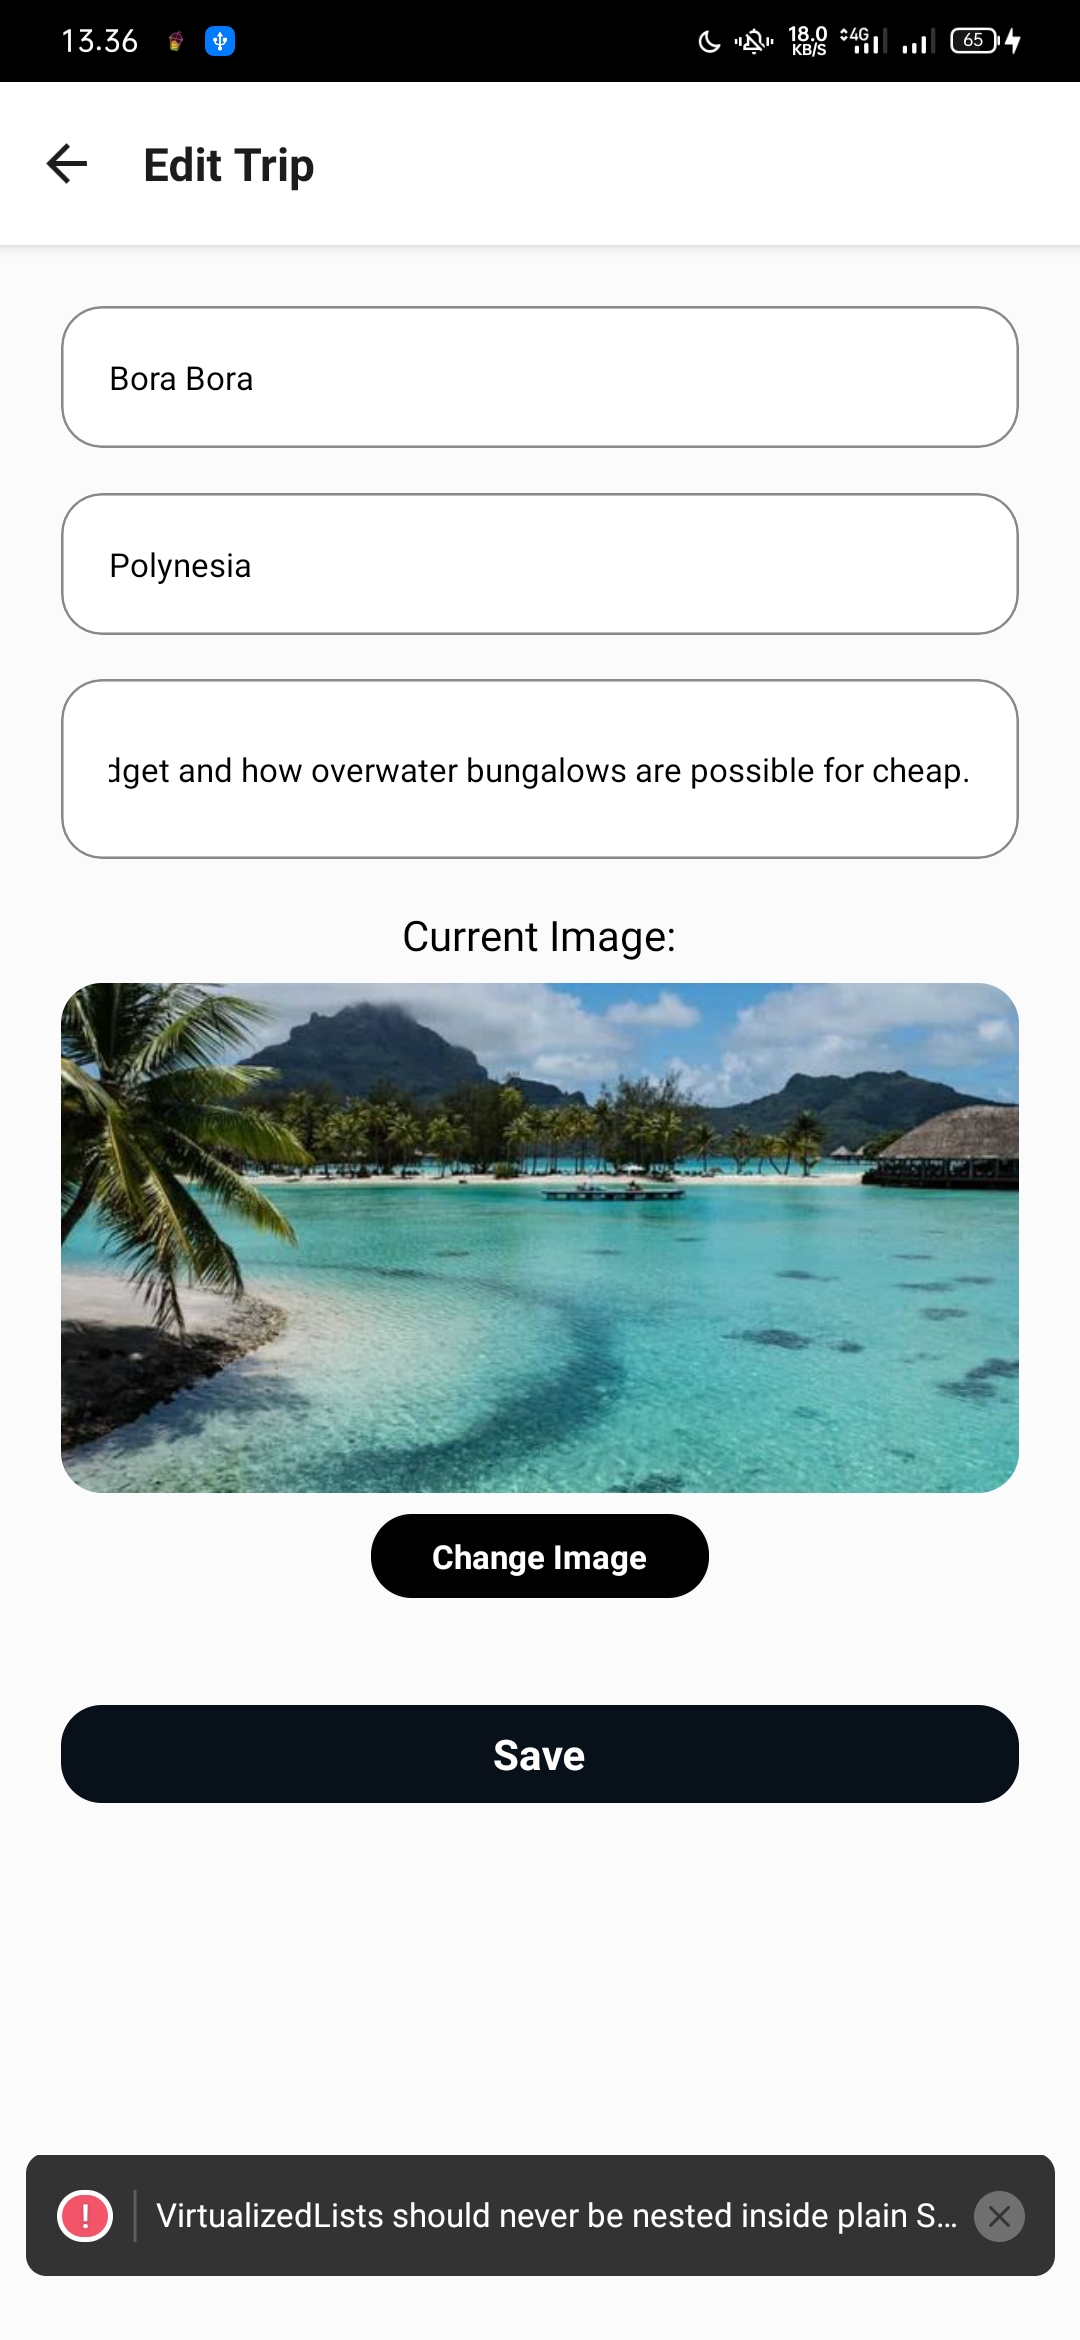 13.36
18.0
KB/S
4G
65
Edit Trip
Bora Bora
Polynesia
dget and how overwater bungalows are possible for cheap.
Current Image:
Change Image
Save
! VirtualizedLists should never be nested inside plain S...